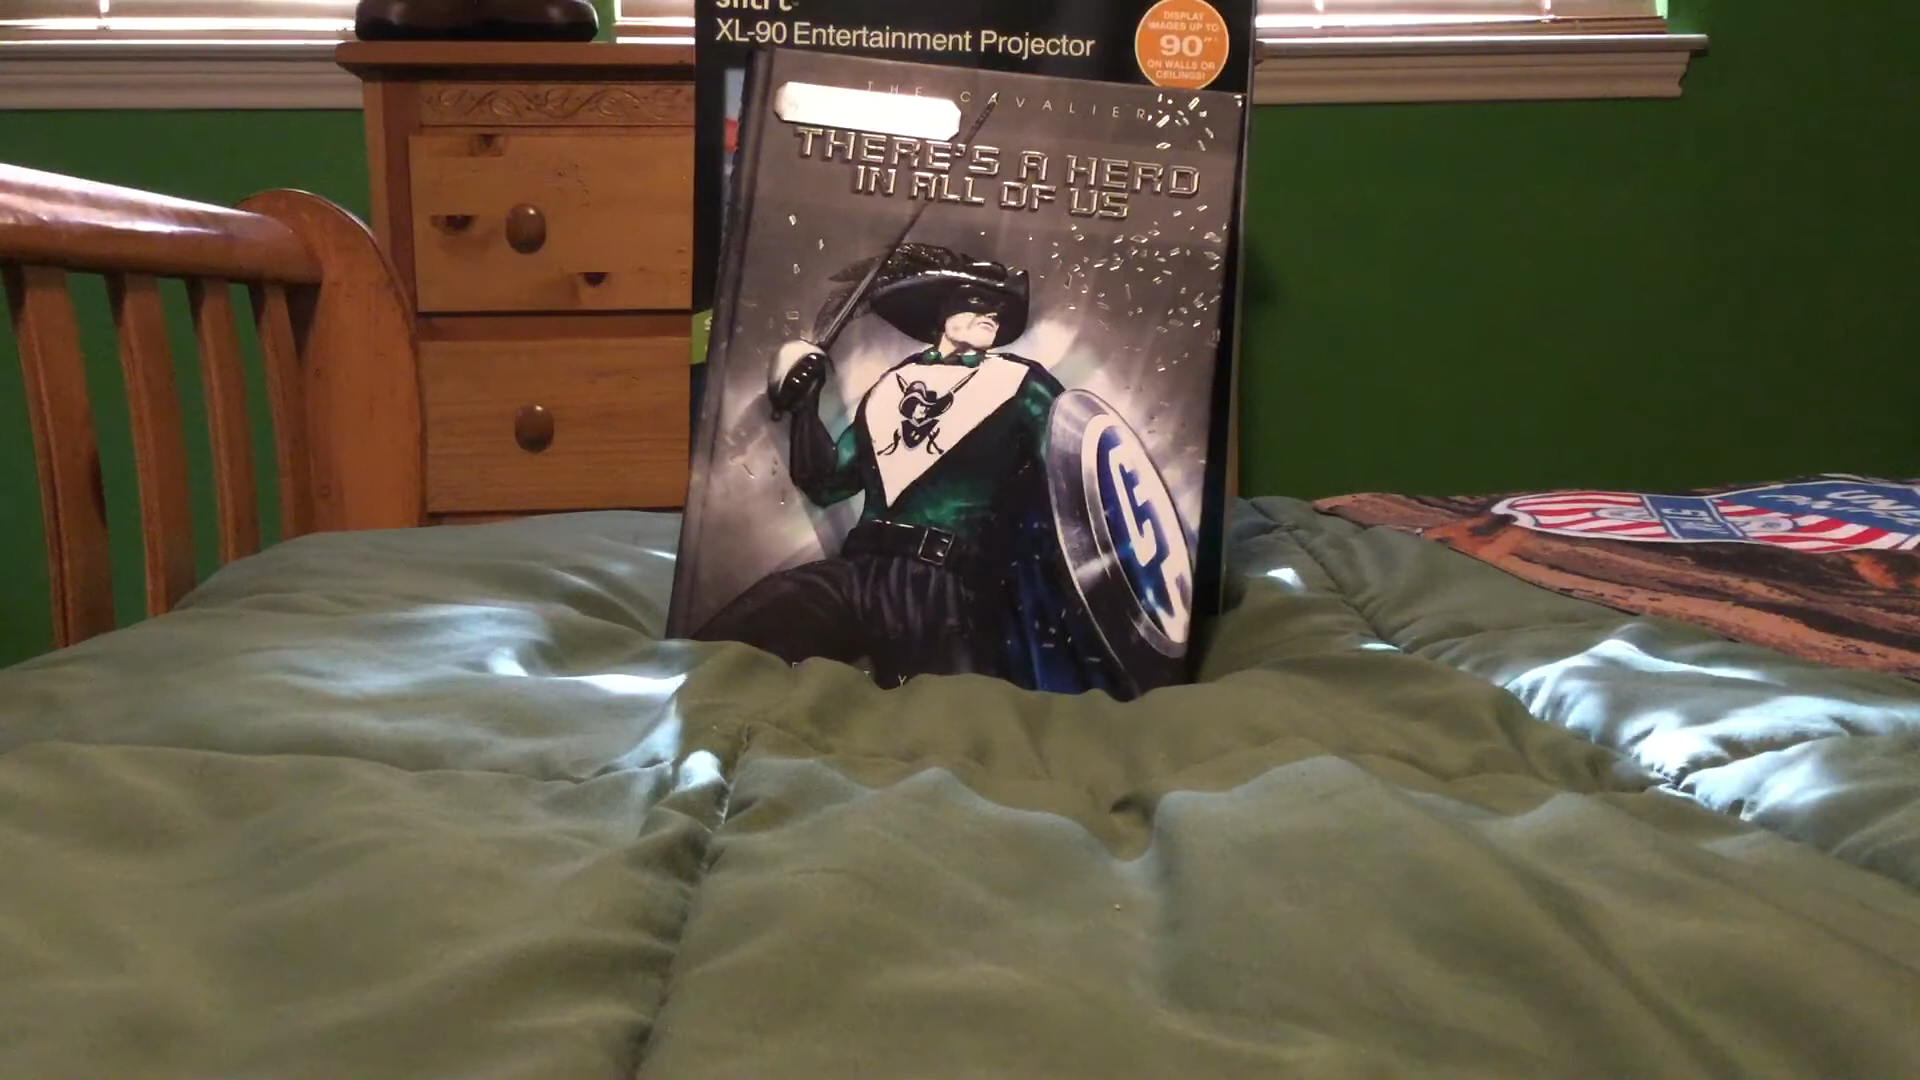 XL-90 Entertainment Projector
DISPLAY
IMAGES UP TO
90"
ON WALLS OR
CEILINGS!
THE CAVALIER
THERE'S A HERO
IN ALL OF US
C